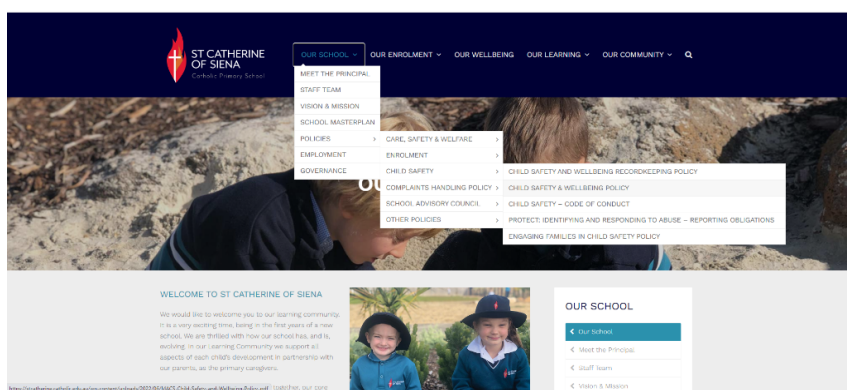 ST CATHERINE
OF SIENA
Catholic Primary School
OUR SCHOOL OUR ENROLMENT OUR WELLBEING OUR LEARNING OUR COMMUNITY
MEET THE PRINCIPAL
STAFF TEAM
VISION & MISSION
SCHOOL MASTERPLAN
POLICIES
EMPLOYMENT
GOVERNANCE
CARE, SAFETY & WELFARE
ENROLMENT
CHILD SAFETY
COMPLAINTS HANDLING POLICY
SCHOOL ADVISORY COUNCIL
OTHER POLICIES
CHILD SAFETY AND WELLBEING RECORDKEEPING POLICY
CHILD SAFETY & WELLBEING POLICY
CHILD SAFETY – CODE OF CONDUCT
PROTECT: IDENTIFYING AND RESPONDING TO ABUSE – REPORTING OBLIGATIONS
ENGAGING FAMILIES IN CHILD SAFETY POLICY
WELCOME TO ST CATHERINE OF SIENA
We would like to welcome you to our learning community.
It is a very exciting time, being in the first years of a new
school. We are thrilled with how our school has, and is,
evolving. In our Learning Community we support all
aspects of each child's development in partnership with
our parents, as the primary caregivers.
together, our core
OUR SCHOOL
Our School
Meet the Principal
Staff Team
Vision & Mission